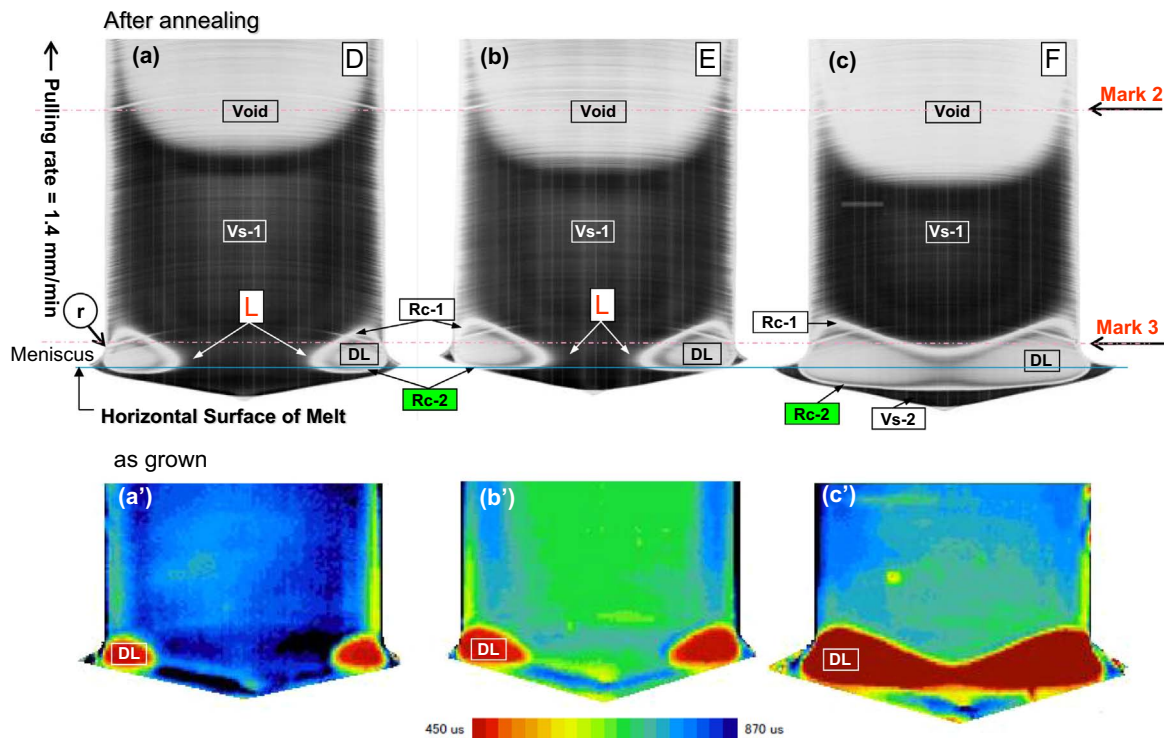 After annealing
(a)
D
(b)
E
(c)
F
Pulling rate = 1.4 mm/min
Void
Void
Void
Mark 2
Vs-1
Vs-1
Vs-1
r
L
Rc-1
L
Rc-1
Mark 3
Meniscus
DL
DL
DL
Rc-2
Rc-2
Vs-2
Horizontal Surface of Melt
as grown
(a')
(b')
(c')
DL
DL
DL
450 us
870 us